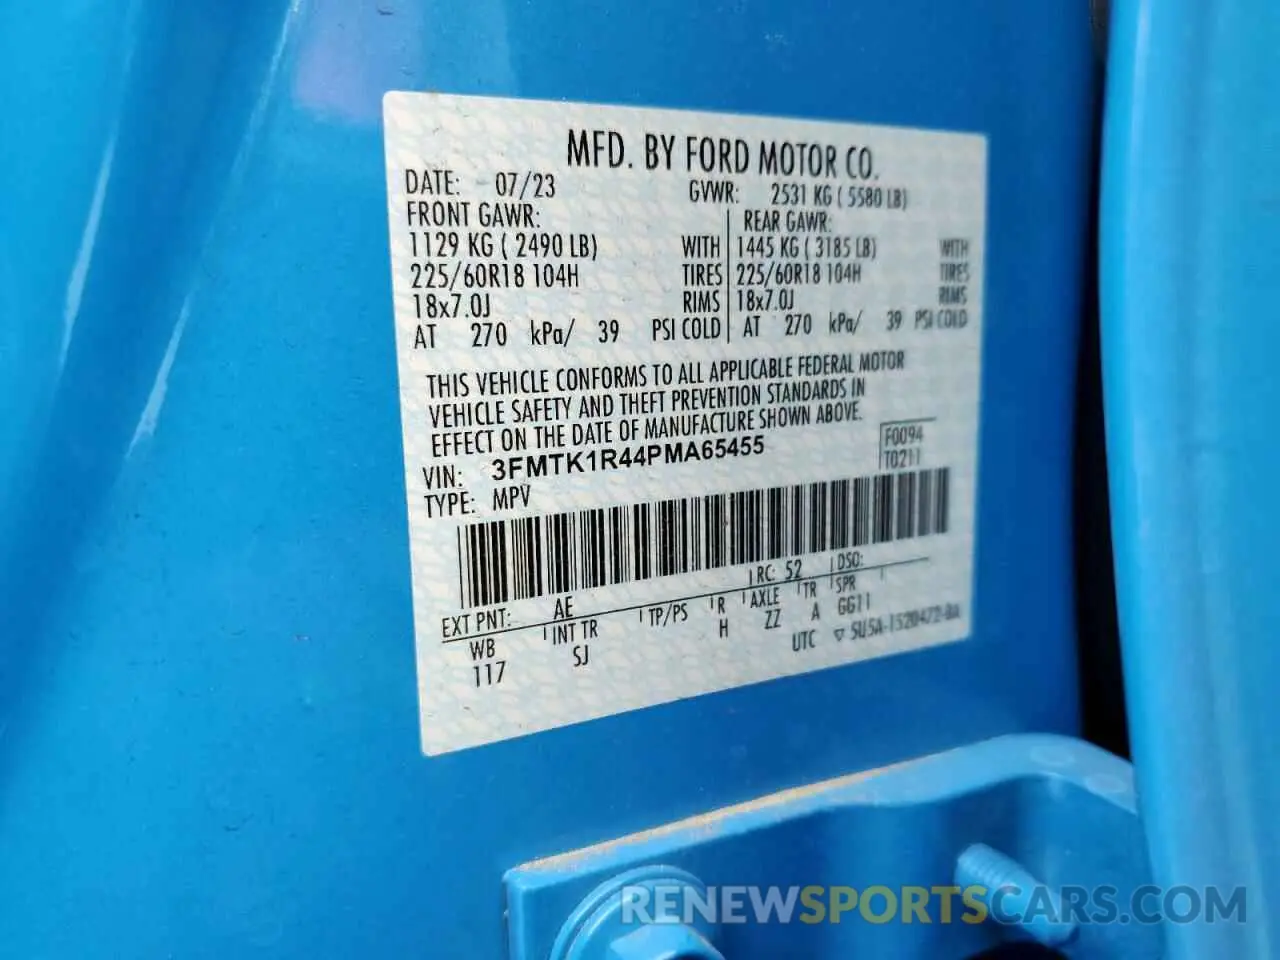 MFD. BY FORD MOTOR CO.
DATE: 07/23 GVWR: 2531 KG ( 5580 LB)
FRONT GAWR: REAR GAWR:
1129 KG ( 2490 LB) WITH 1445 KG ( 3185 LB) WITH
225/60R18 104H TIRES 225/60R18 104H TIRES
18x7.0J RIMS 18x7.0J RIMS
AT 270 kPa/ 39 PSI COLD AT 270 kPa/ 39 PSI COLD
THIS VEHICLE CONFORMS TO ALL APPLICABLE FEDERAL MOTOR
VEHICLE SAFETY AND THEFT PREVENTION STANDARDS IN
EFFECT ON THE DATE OF MANUFACTURE SHOWN ABOVE.
VIN: 3FMTK1R44PMA65455 F0094
TYPE: MPV T0211
EXT PNT: AE RC: 52 DSO:
WB INT TR TP/PS R AXLE TR SPR
117 SJ H ZZ A GG11
UTC ▽ 5U5A-1520472-BA
RENEWSPORTSCARS.COM